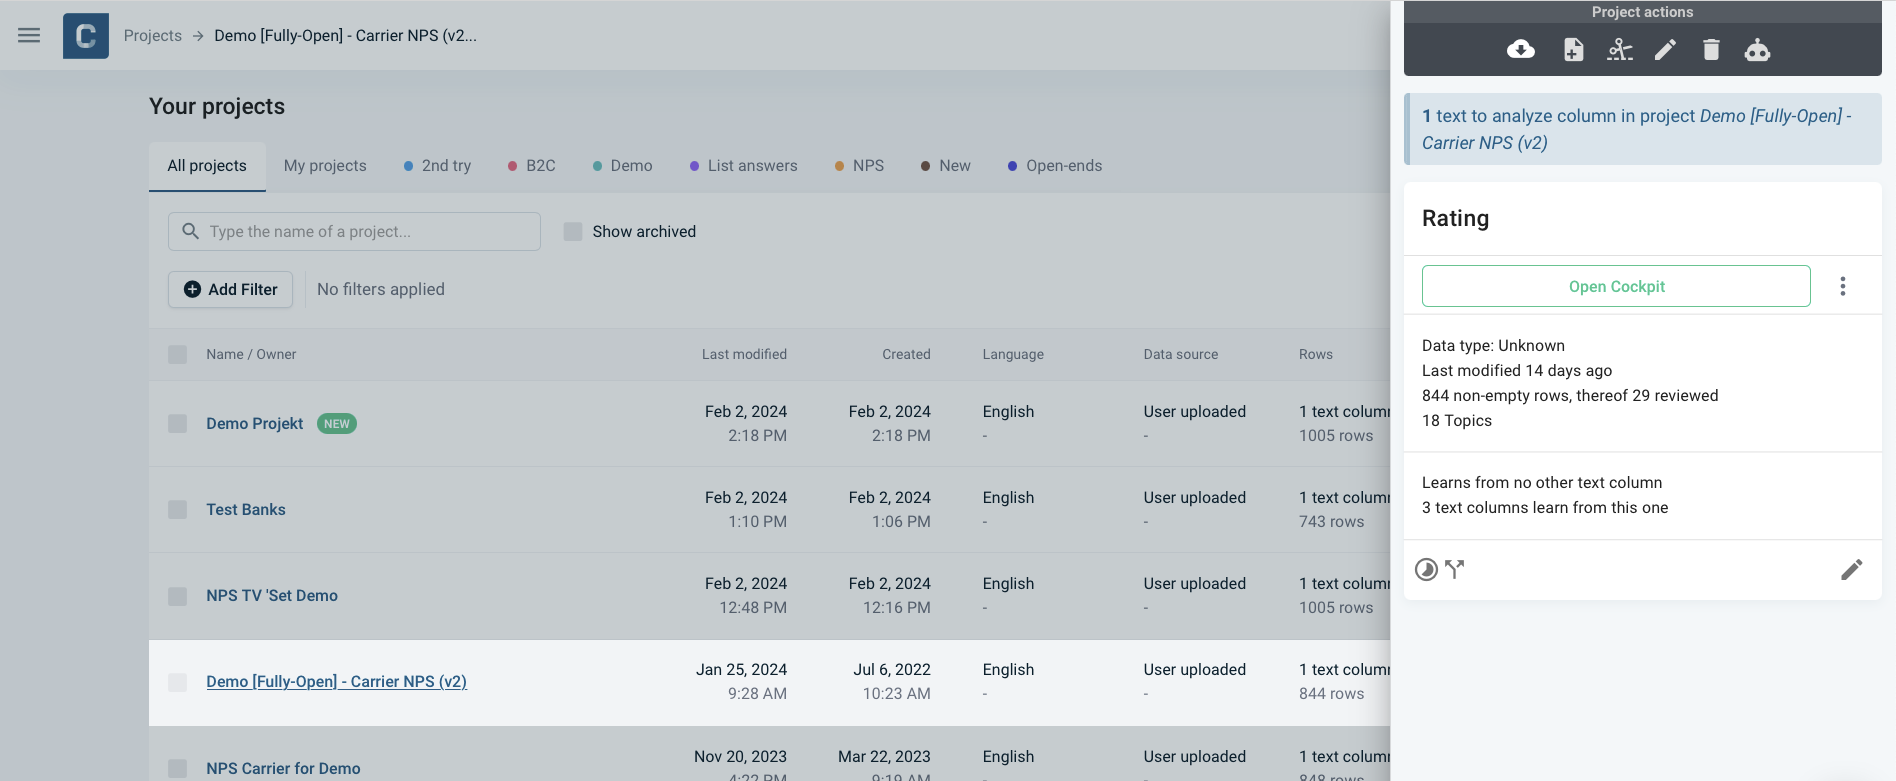 Project actions
C Projects → Demo [Fully-Open] - Carrier NPS (v2...
Your projects
All projects My projects 2nd try B2C Demo List answers NPS New Open-ends
Type the name of a project... Show archived
Add Filter No filters applied
Name / Owner Last modified Created Language Data source Rows
Demo Projekt NEW Feb 2, 2024 Feb 2, 2024 English User uploaded 1 text colum
2:18 PM 2:18 PM - - 1005 rows
Test Banks Feb 2, 2024 Feb 2, 2024 English User uploaded 1 text colum
1:10 PM 1:06 PM - - 743 rows
NPS TV 'Set Demo Feb 2, 2024 Feb 2, 2024 English User uploaded 1 text colum
12:48 PM 12:16 PM - - 1005 rows
Demo [Fully-Open] - Carrier NPS (v2) Jan 25, 2024 Jul 6, 2022 English User uploaded 1 text colum
9:28 AM 10:23 AM - - 844 rows
NPS Carrier for Demo Nov 20, 2023 Mar 22, 2023 English User uploaded 1 text colum
4:22 PM 9:19 AM - - 848 rows
1 text to analyze column in project Demo [Fully-Open] -
Carrier NPS (v2)
Rating
Open Cockpit
Data type: Unknown
Last modified 14 days ago
844 non-empty rows, thereof 29 reviewed
18 Topics
Learns from no other text column
3 text columns learn from this one